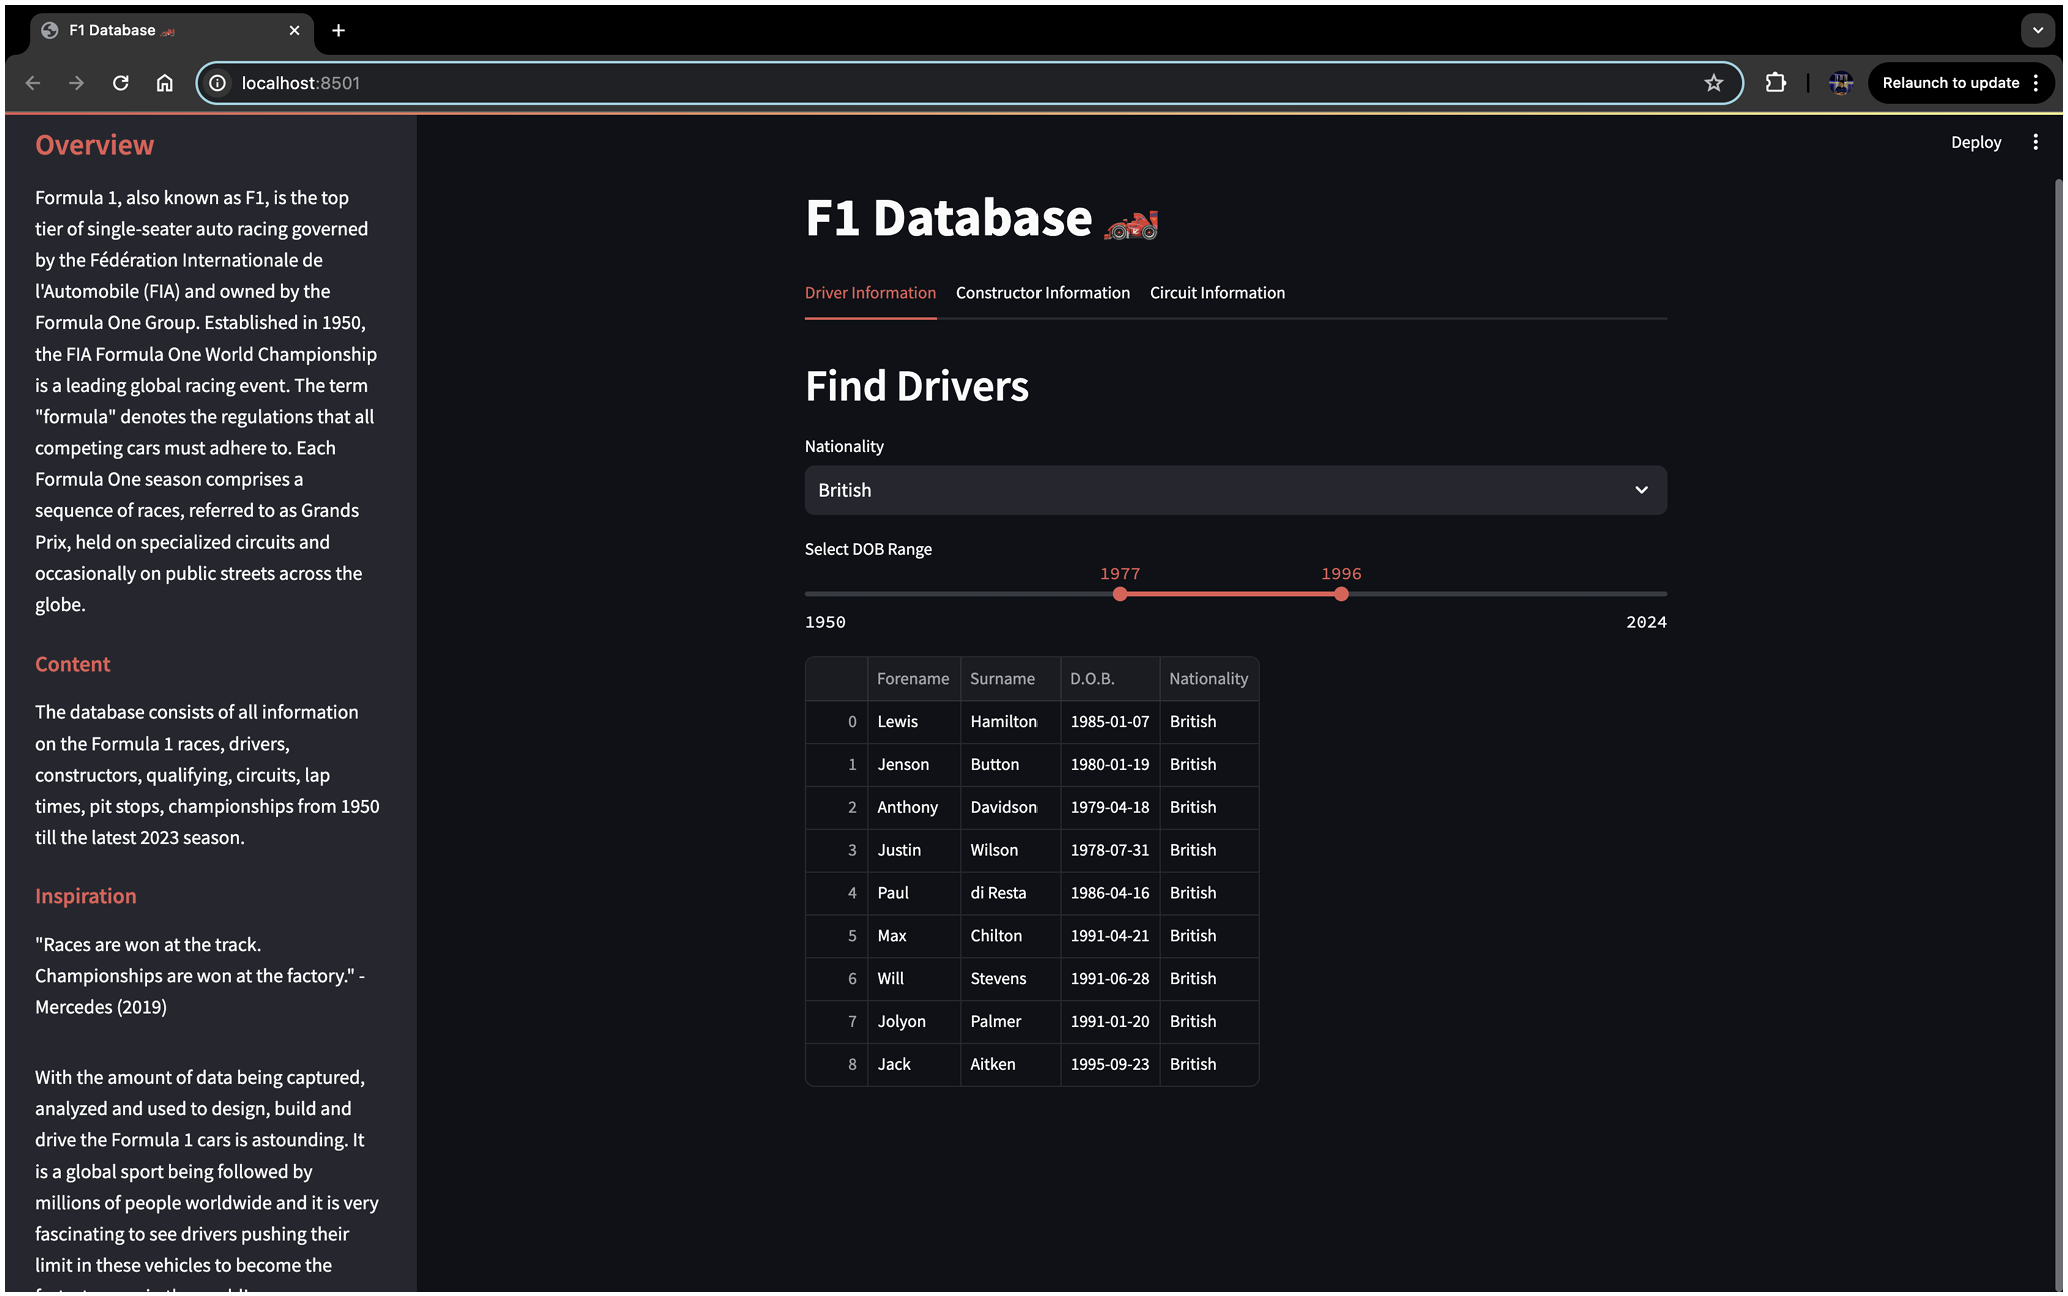 F1 Database
localhost:8501
Relaunch to update
Deploy
Overview
Formula 1, also known as F1, is the top
tier of single-seater auto racing governed
by the Fédération Internationale de
l'Automobile (FIA) and owned by the
Formula One Group. Established in 1950,
the FIA Formula One World Championship
is a leading global racing event. The term
"formula" denotes the regulations that all
competing cars must adhere to. Each
Formula One season comprises a
sequence of races, referred to as Grands
Prix, held on specialized circuits and
occasionally on public streets across the
globe.
Content
The database consists of all information
on the Formula 1 races, drivers,
constructors, qualifying, circuits, lap
times, pit stops, championships from 1950
till the latest 2023 season.
Inspiration
"Races are won at the track.
Championships are won at the factory." -
Mercedes (2019)
With the amount of data being captured,
analyzed and used to design, build and
drive the Formula 1 cars is astounding. It
is a global sport being followed by
millions of people worldwide and it is very
fascinating to see drivers pushing their
limit in these vehicles to become the
F1 Database
Driver Information Constructor Information Circuit Information
Find Drivers
Nationality
British
Select DOB Range
1977 1996
1950 2024
Forename Surname D.O.B. Nationality
0 Lewis Hamilton 1985-01-07 British
1 Jenson Button 1980-01-19 British
2 Anthony Davidson 1979-04-18 British
3 Justin Wilson 1978-07-31 British
4 Paul di Resta 1986-04-16 British
5 Max Chilton 1991-04-21 British
6 Will Stevens 1991-06-28 British
7 Jolyon Palmer 1991-01-20 British
8 Jack Aitken 1995-09-23 British